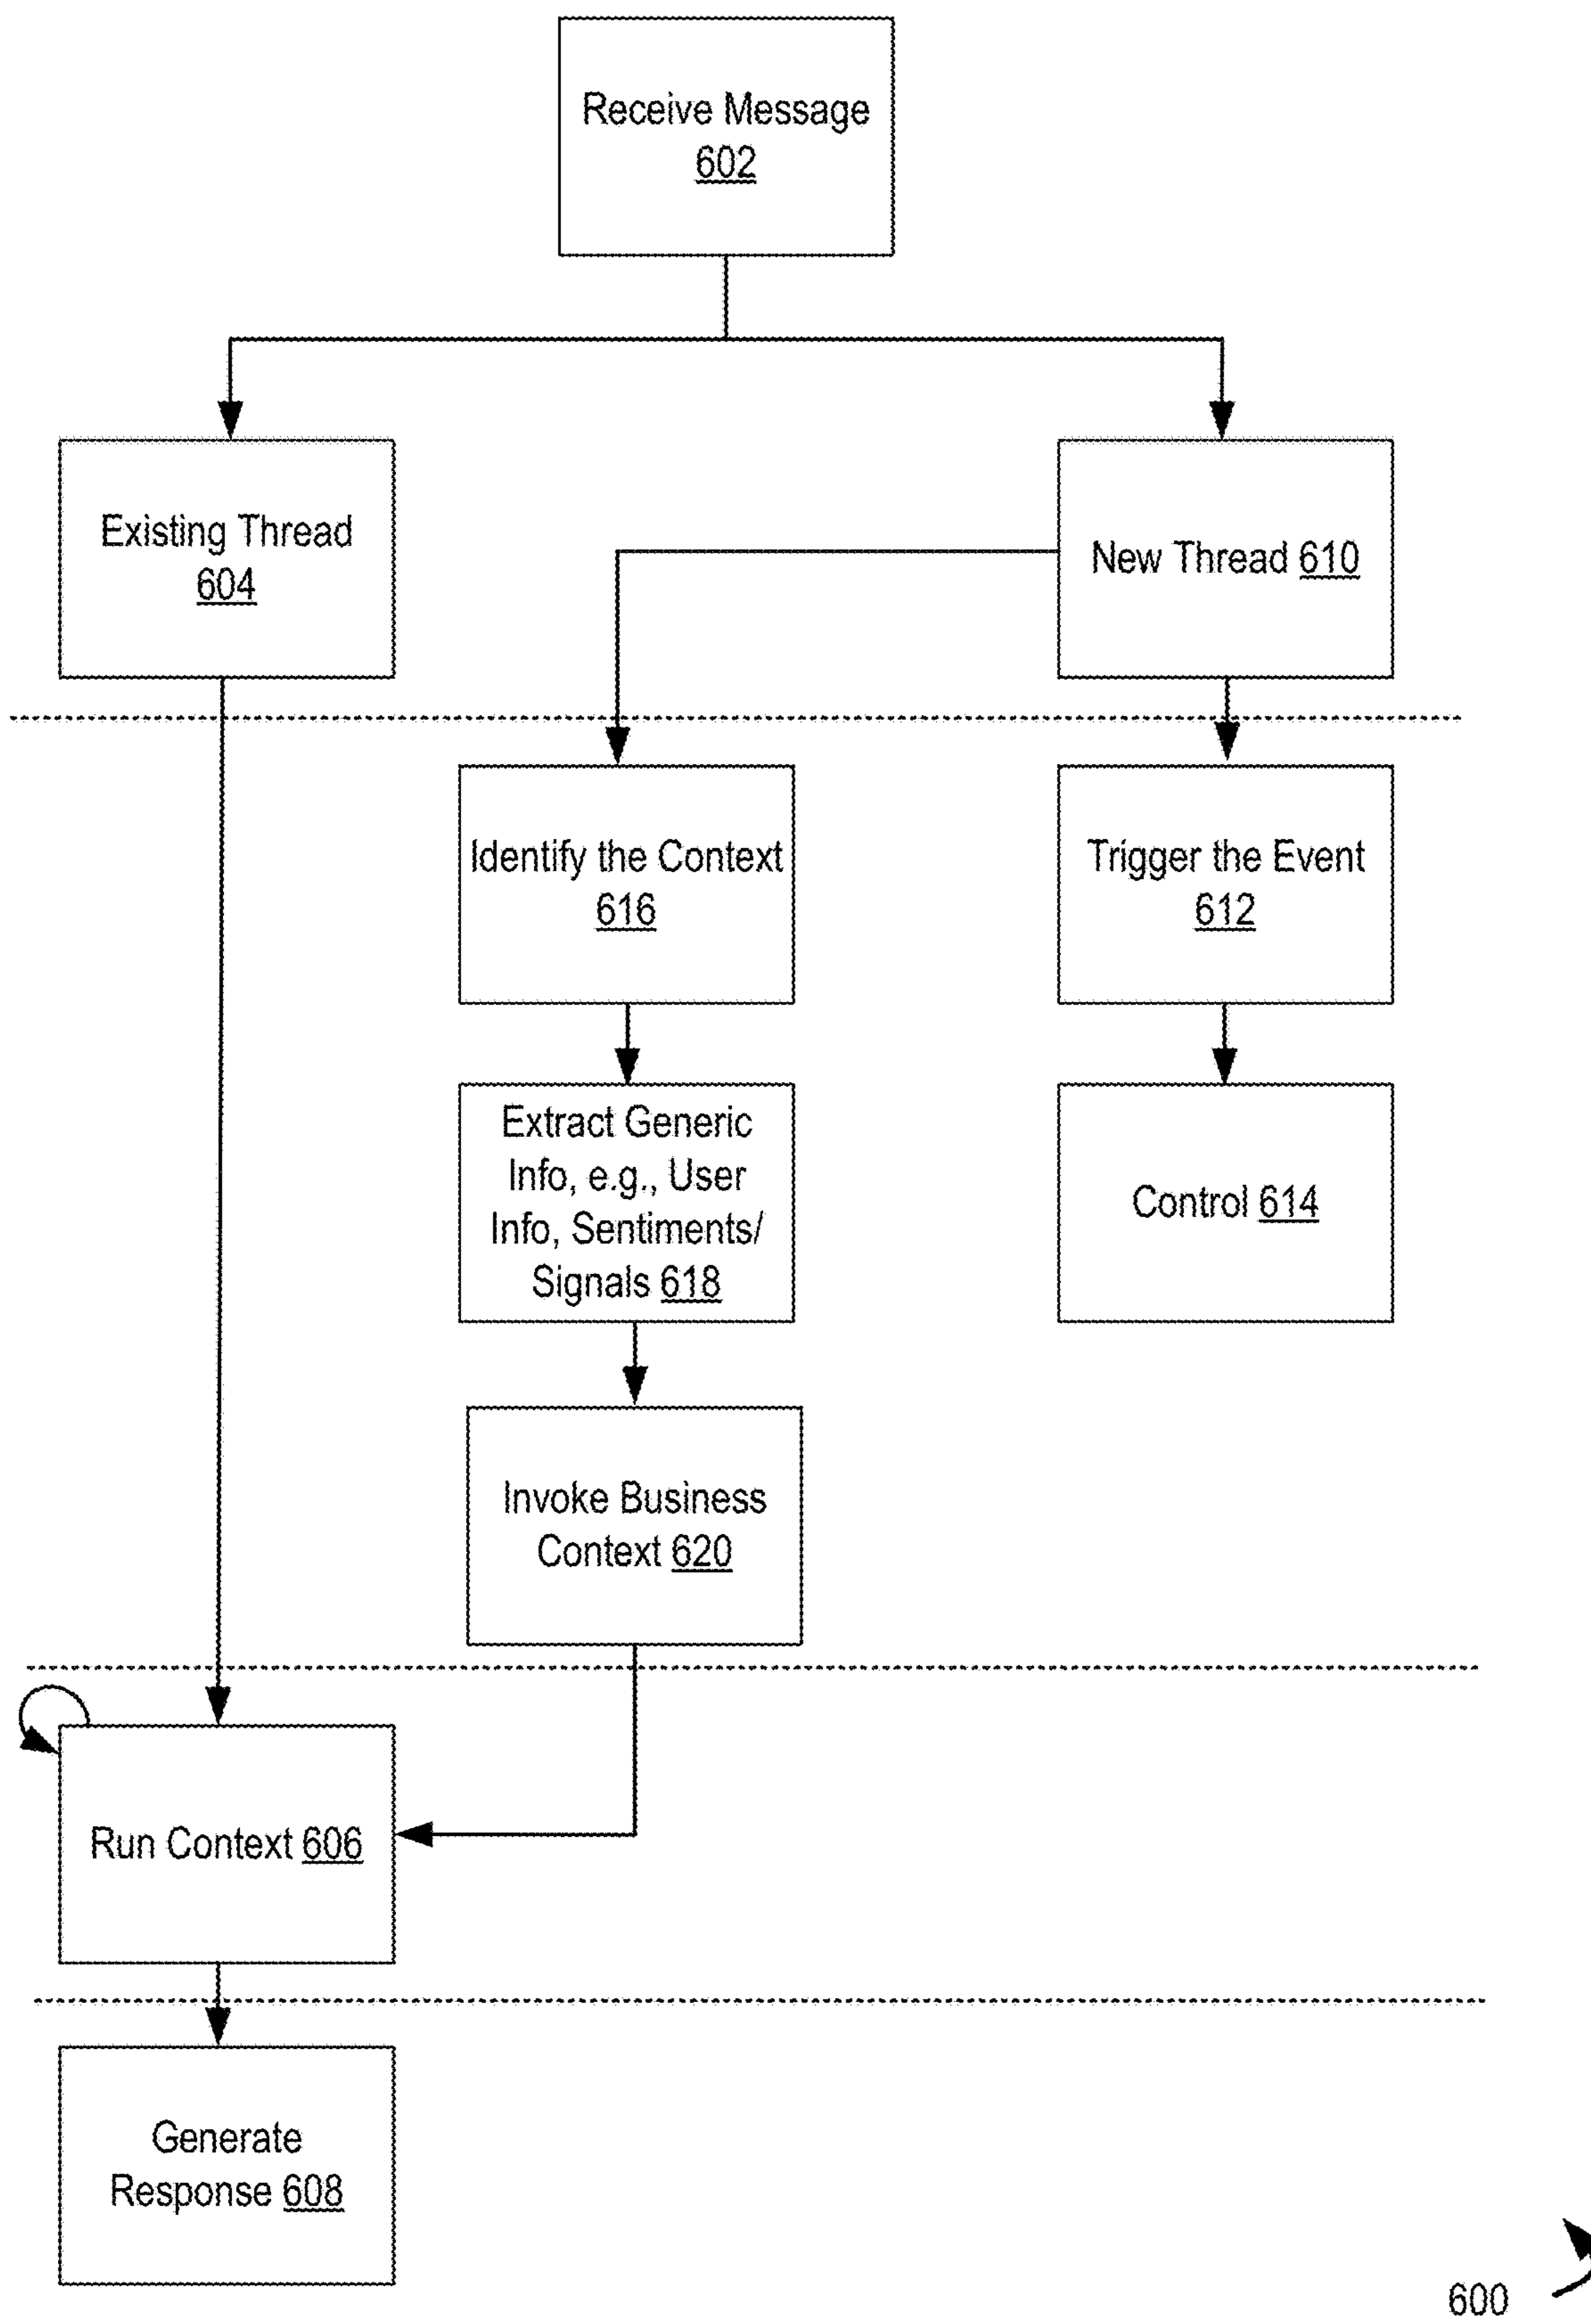 Receive Message
602
Existing Thread
604
New Thread 610
Identify the Context
616
Trigger the Event
612
Extract Generic
Info, e.g., User
Info, Sentiments/
Signals 618
Control 614
Invoke Business
Context 620
Run Context 606
Generate
Response 608
600